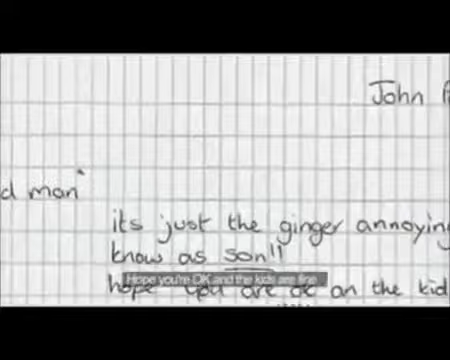 John
d man"
its just the ginger annoying
know as son!!
Hope you're OK and the kids are fine
hope you are ok an the kid